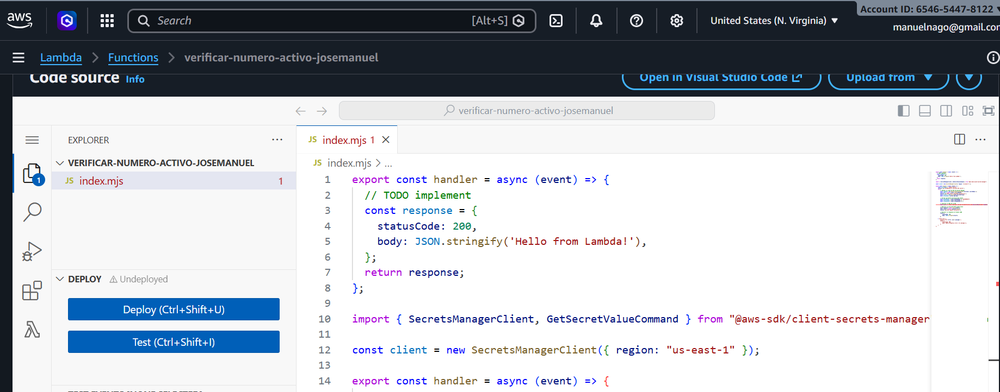 aws
Search
[Alt+S]
United States (N. Virginia)
Account ID: 6546-5447-8122
manuelnago@gmail.com
Lambda
Functions
verificar-numero-activo-josemanuel
Code source Info
Open in Visual Studio Code
Upload from
verificar-numero-activo-josemanuel
EXPLORER
JS index.mjs 1
VERIFICAR-NUMERO-ACTIVO-JOSEMANUEL
JS index.mjs 1
JS index.mjs > ...
1
DEPLOY Undeployed
Deploy (Ctrl+Shift+U)
Test (Ctrl+Shift+I)
1 export const handler = async (event) => {
2 // TODO implement
3 const response = {
4 statusCode: 200,
5 body: JSON.stringify('Hello from Lambda!'),
6 };
7 return response;
8 };
9
10 import { SecretsManagerClient, GetSecretValueCommand } from "@aws-sdk/client-secrets-manager
11
12 const client = new SecretsManagerClient({ region: "us-east-1" });
13
14 export const handler = async (event) => {